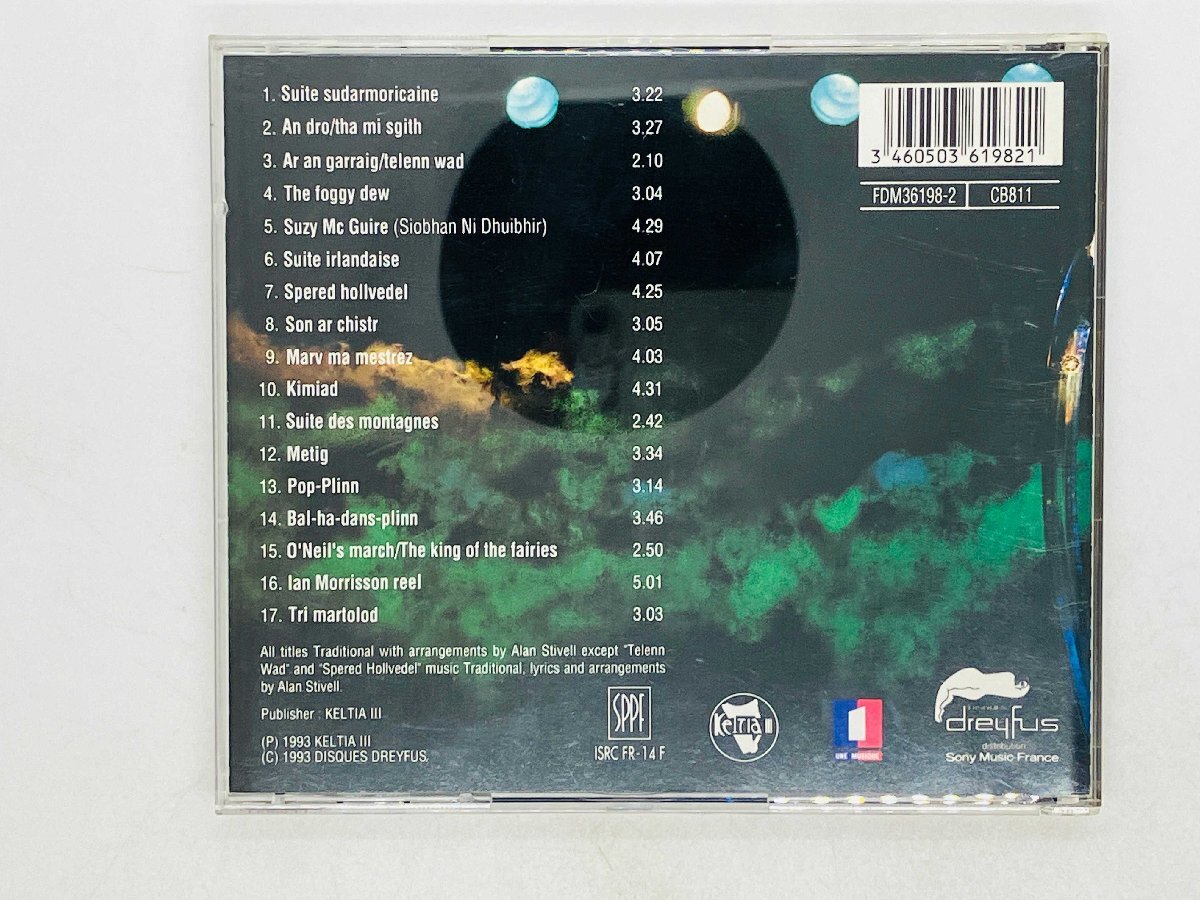 1. Suite sudarmoricaine 3.22
2. An dro/tha mi sgith 3.27
3. Ar an garraig/telenn wad 2.10
4. The foggy dew 3.04
5. Suzy Mc Guire (Siobhan Ni Dhuibhir) 4.29
6. Suite irlandaise 4.07
7. Spered hollvedel 4.25
8. Son ar chistr 3.05
9. Marv ma mestrez 4.03
10. Kimiad 4.31
11. Suite des montagnes 2.42
12. Metig 3.34
13. Pop-Plinn 3.14
14. Bal-ha-dans-plinn 3.46
15. O'Neil's march/The king of the fairies 2.50
16. Ian Morrisson reel 5.01
17. Tri martolod 3.03
3 460503 619821
FDM36198-2 CB811
All titles Traditional with arrangements by Alan Stivell except "Telenn
Wad" and "Spered Hollvedel" music Traditional, lyrics and arrangements
by Alan Stivell.
Publisher : KELTIA III
(P) 1993 KELTIA III
(C) 1993 DISQUES DREYFUS.
SPPF
ISRC FR-14 F
KELTIA III
UNE MUSIQUE
dreyfus
distribution
Sony Music France